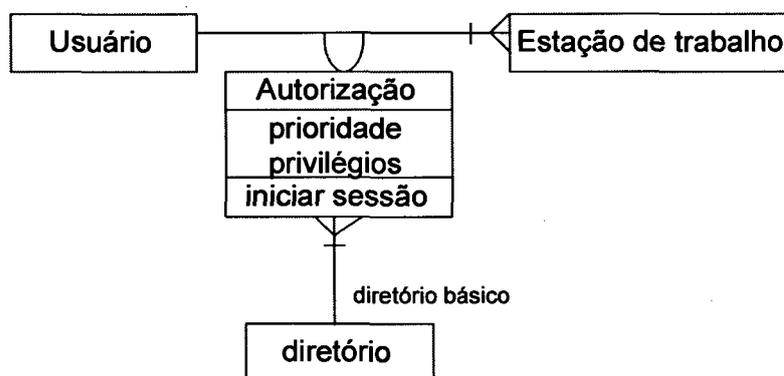 Usuário
Estação de trabalho
Autorização
prioridade
privilégios
iniciar sessão
diretório básico
diretório